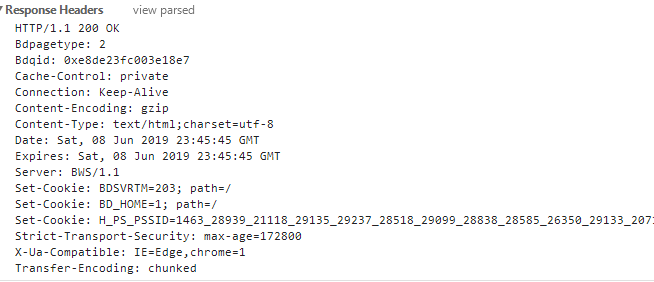 Response Headers view parsed
HTTP/1.1 200 OK
Bdpagetype: 2
Bdqid: 0xe8de23fc003e18e7
Cache-Control: private
Connection: Keep-Alive
Content-Encoding: gzip
Content-Type: text/html;charset=utf-8
Date: Sat, 08 Jun 2019 23:45:45 GMT
Expires: Sat, 08 Jun 2019 23:45:45 GMT
Server: BWS/1.1
Set-Cookie: BDSVRTM=203; path=/
Set-Cookie: BD_HOME=1; path=/
Set-Cookie: H_PS_PSSID=1463_28939_21118_29135_29237_28518_29099_28838_28585_26350_29133_207
Strict-Transport-Security: max-age=172800
X-Ua-Compatible: IE=Edge,chrome=1
Transfer-Encoding: chunked